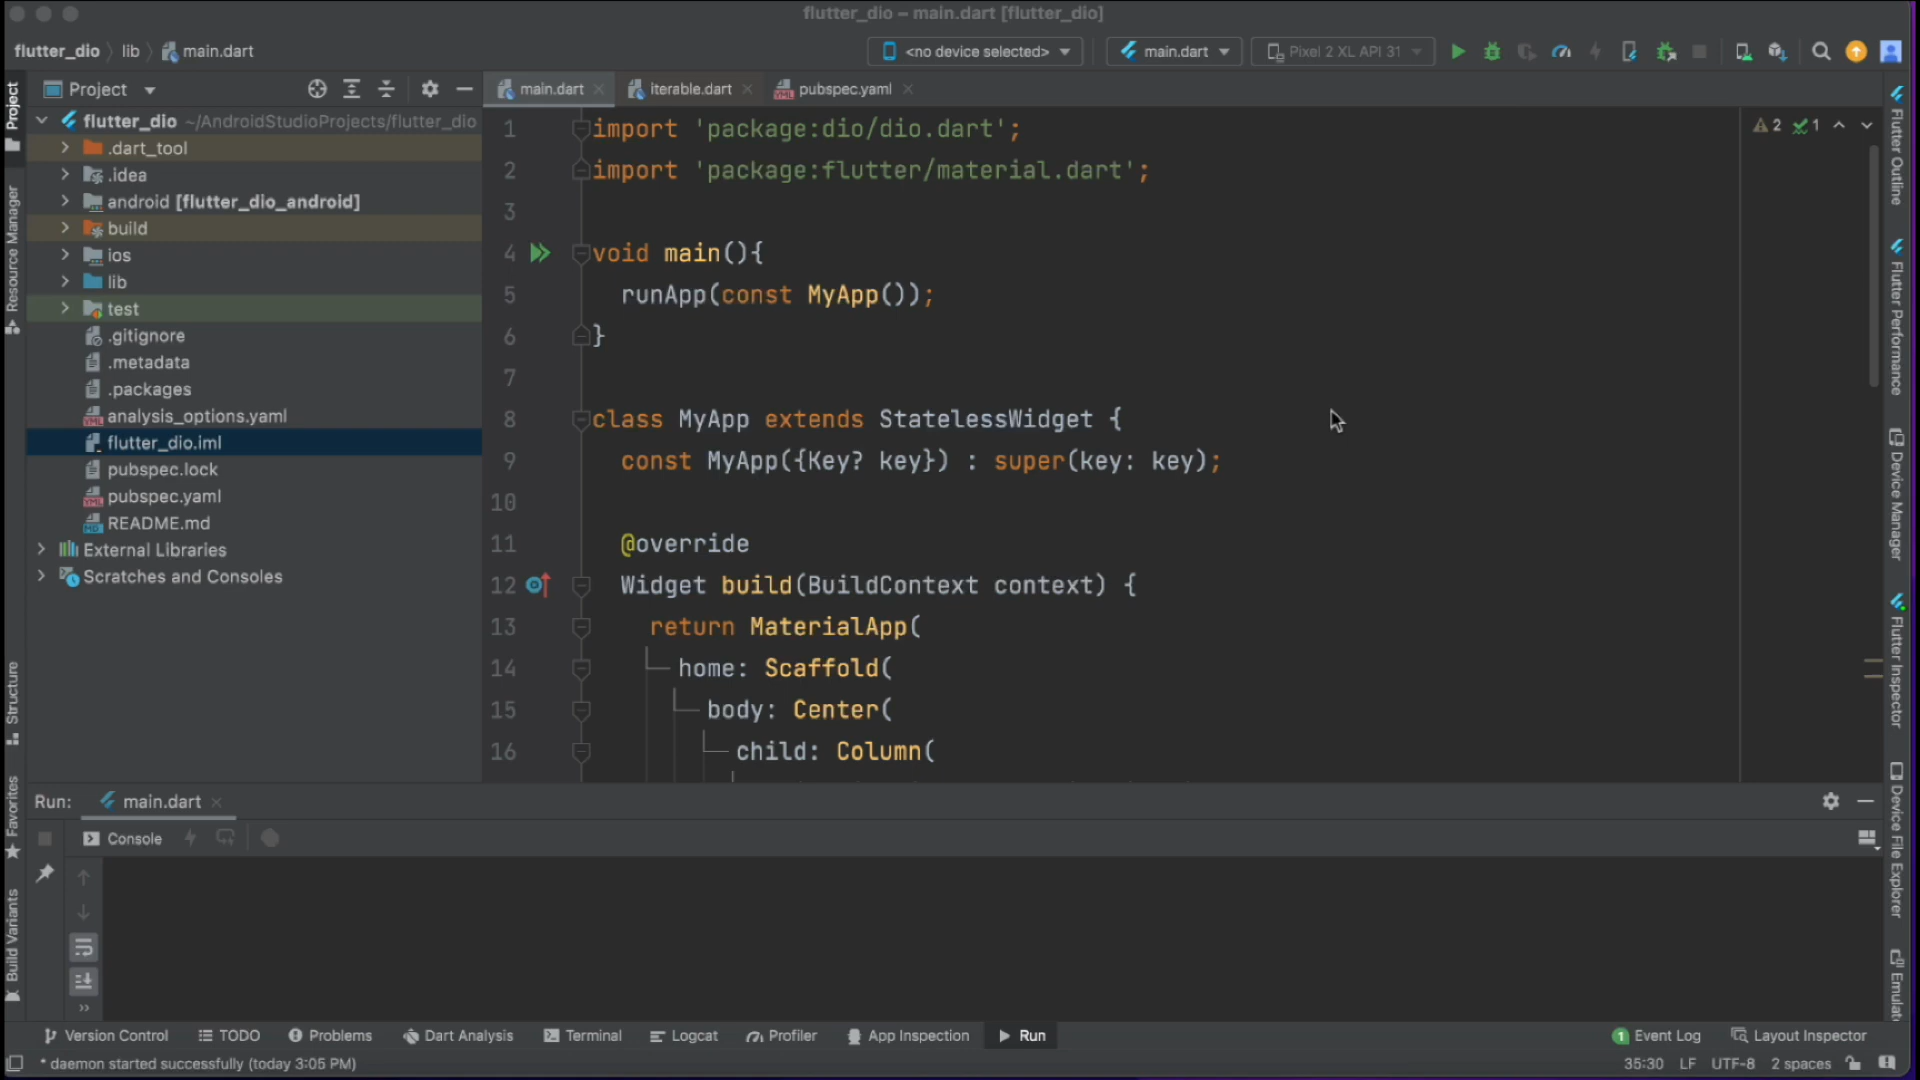 flutter_dio – main.dart [flutter_dio]
flutter_dio lib main.dart
<no device selected> main.dart Pixel 2 XL API 31
Project
main.dart iterable.dart pubspec.yaml
flutter_dio ~/AndroidStudioProjects/flutter_dio
.dart_tool
.idea
android [flutter_dio_android]
build
ios
lib
test
.gitignore
.metadata
.packages
analysis_options.yaml
flutter_dio.iml
pubspec.lock
pubspec.yaml
README.md
External Libraries
Scratches and Consoles
1 import 'package:dio/dio.dart';
2 import 'package:flutter/material.dart';
3
4 void main(){
5 runApp(const MyApp());
6 }
7
8 class MyApp extends StatelessWidget {
9 const MyApp({Key? key}) : super(key: key);
10
11 @override
12 Widget build(BuildContext context) {
13 return MaterialApp(
14 home: Scaffold(
15 body: Center(
16 child: Column(
2 1
Project
Resource Manager
Structure
Favorites
Build Variants
Flutter Outline
Flutter Performance
Device Manager
Flutter Inspector
Device File Explorer
Emulat
Run: main.dart
Console
Version Control TODO Problems Dart Analysis Terminal Logcat Profiler App Inspection Run 1 Event Log Layout Inspector
* daemon started successfully (today 3:05 PM) 35:30 LF UTF-8 2 spaces